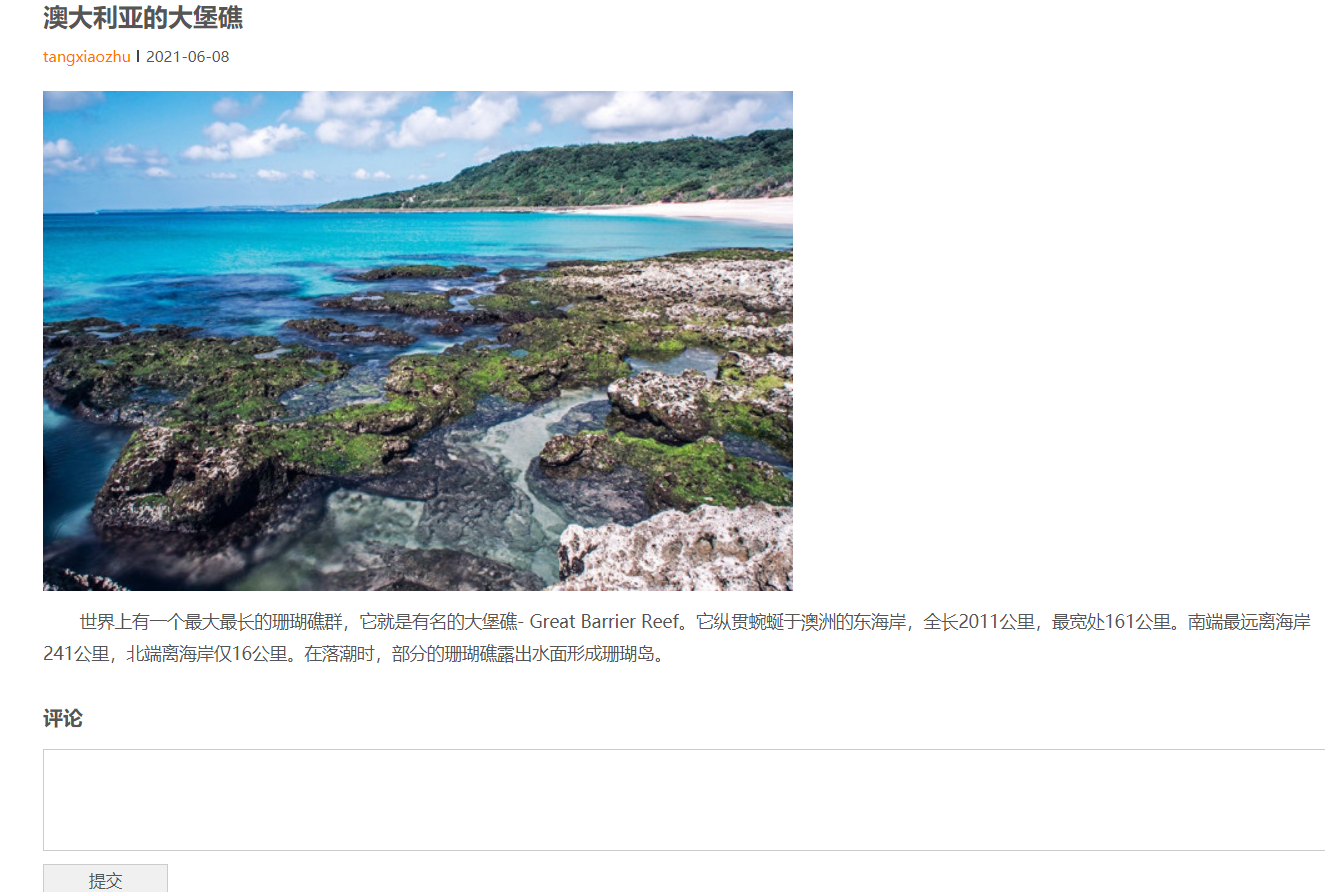 澳大利亚的大堡礁
tangxiaozhu | 2021-06-08
世界上有一个最大最长的珊瑚礁群，它就是有名的大堡礁- Great Barrier Reef。它纵贯蜿蜒于澳洲的东海岸，全长2011公里，最宽处161公里。南端最远离海岸
241公里，北端离海岸仅16公里。在落潮时，部分的珊瑚礁露出水面形成珊瑚岛。
评论
提交